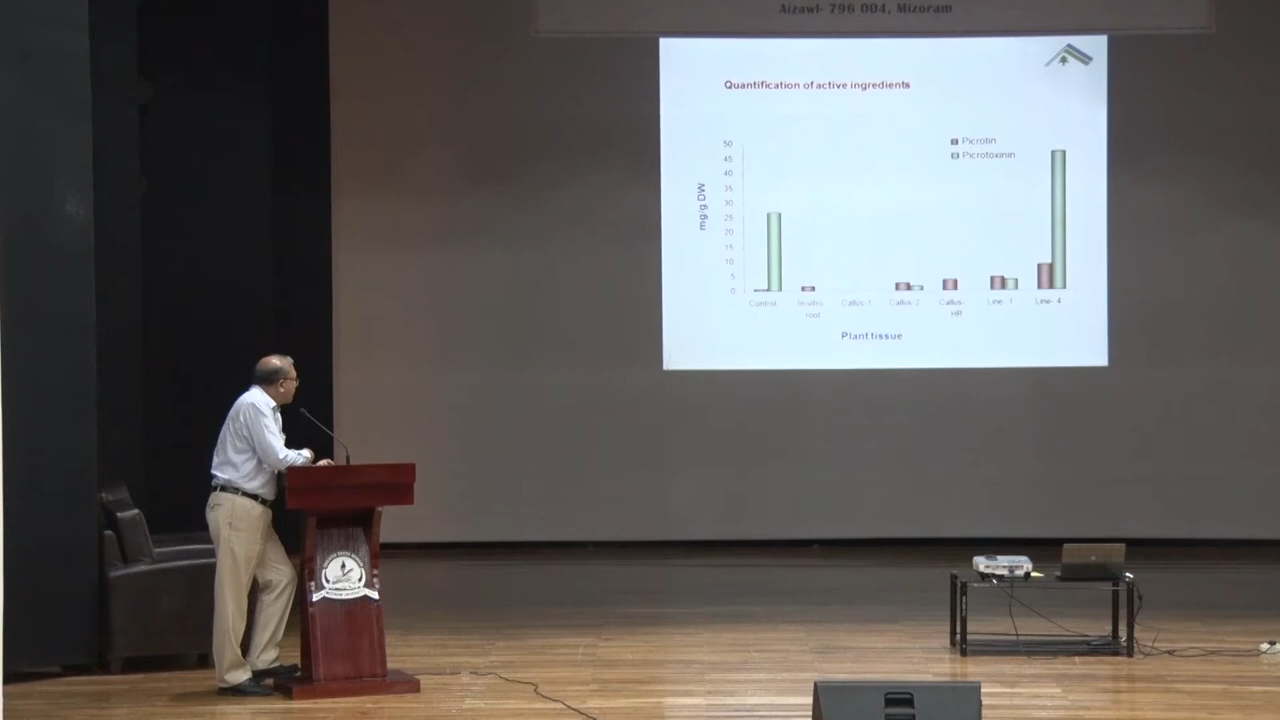 Aizawl- 796 004, Mizoram
Quantification of active ingredients
Picrotin
Picrotoxinin
mg/g DW
50
45
40
35
30
25
20
15
10
5
0
Control
In-vitro root
Callus-1
Callus-2
Callus-HR
Line- 1
Line- 4
Plant tissue
MIZORAM UNIVERSITY